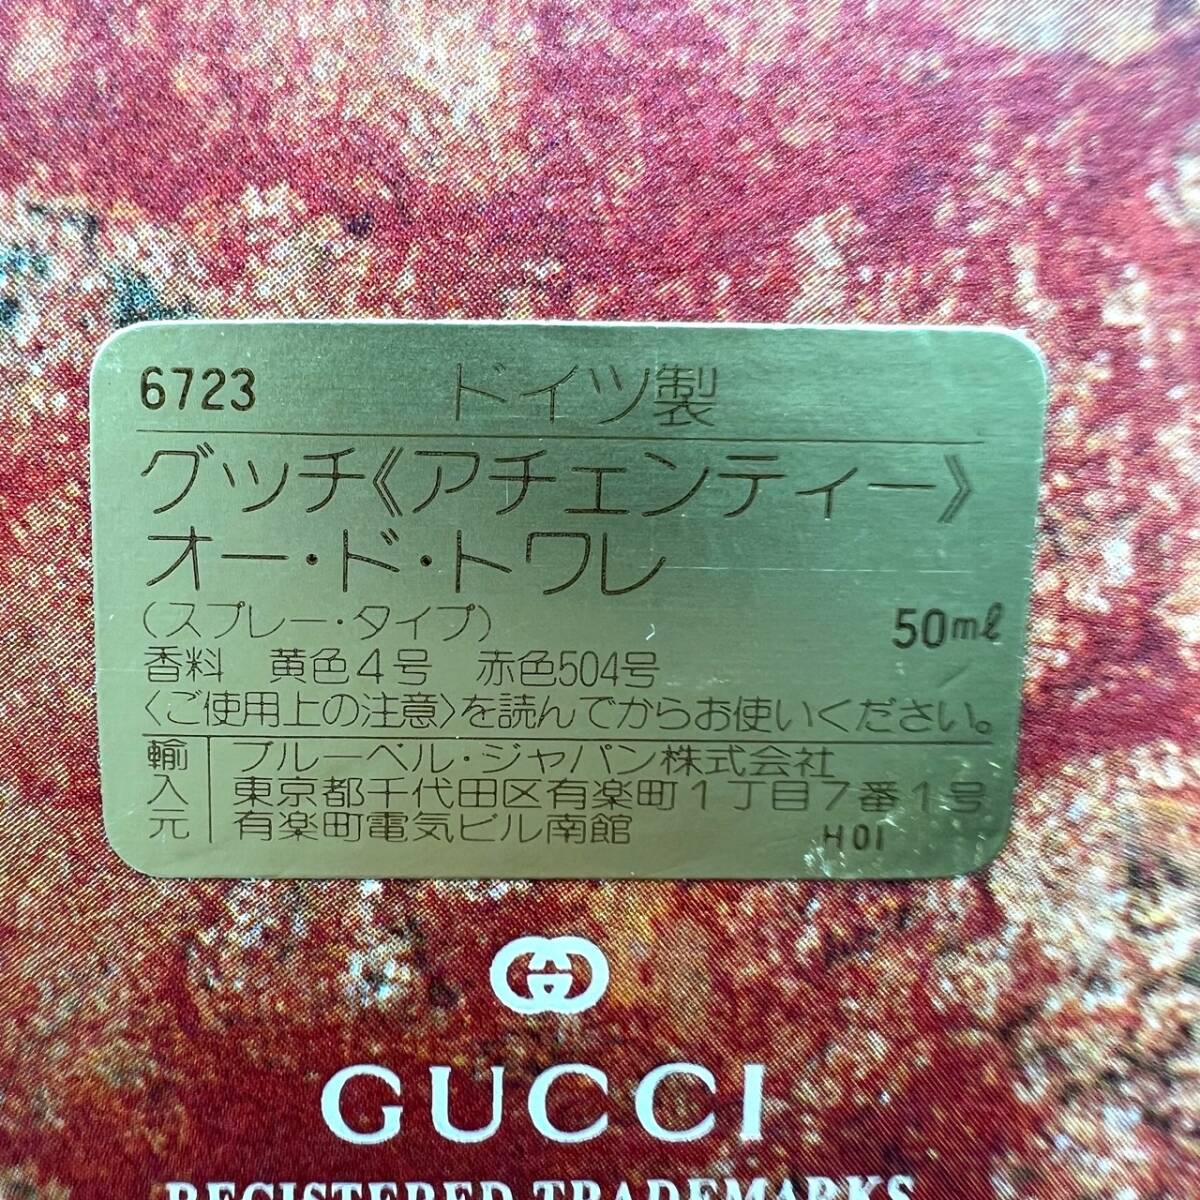 6723 ドイツ製
グッチ《アチェンティー》
オー・ド・トワレ
(スプレー・タイプ) 50ml
香料 黄色4号 赤色504号
〈ご使用上の注意〉を読んでからお使いください。
輸入元 ブルーベル・ジャパン株式会社
東京都千代田区有楽町1丁目7番1号
有楽町電気ビル南館 H01
GUCCI
REGISTERED TRADEMARKS